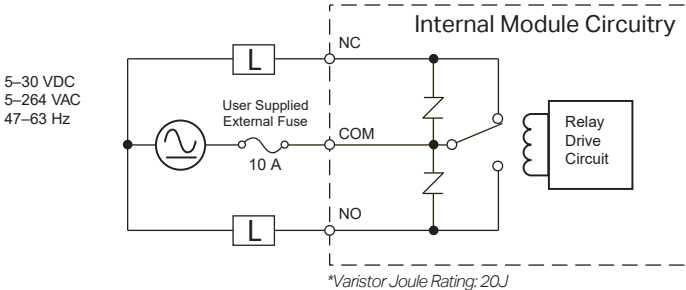 Internal Module Circuitry
5–30 VDC
5–264 VAC
47–63 Hz
L
NC
User Supplied
External Fuse
10 A
COM
Relay
Drive
Circuit
L
NO
*Varistor Joule Rating: 20J